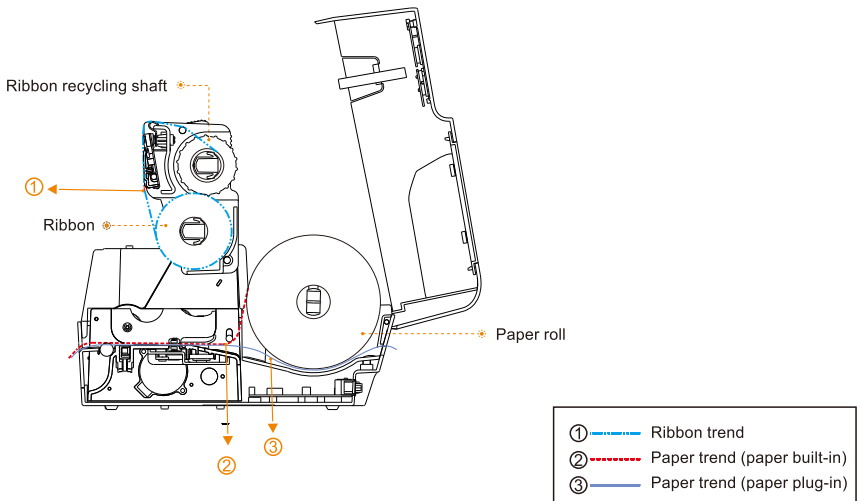 Ribbon recycling shaft
①
Ribbon
Paper roll
③
②
① Ribbon trend
② Paper trend (paper built-in)
③ Paper trend (paper plug-in)